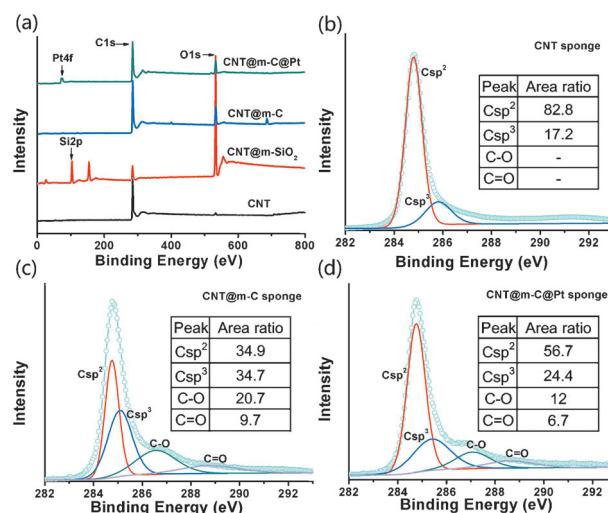 (a)
Pt4f
C1s
O1s
CNT@m-C@Pt
CNT@m-C
Si2p
CNT@m-SiO₂
CNT
Intensity
0 200 400 600 800
Binding Energy (eV)
(b)
CNT sponge
Csp²
Csp³
Peak Area ratio
Csp² 82.8
Csp³ 17.2
C-O -
C=O -
Intensity
282 284 286 288 290 292
Binding Energy (eV)
(c)
CNT@m-C sponge
Csp²
Csp³
C-O
C=O
Peak Area ratio
Csp² 34.9
Csp³ 34.7
C-O 20.7
C=O 9.7
Intensity
282 284 286 288 290 292
Binding Energy (eV)
(d)
CNT@m-C@Pt sponge
Csp²
Csp³
C-O
C=O
Peak Area ratio
Csp² 56.7
Csp³ 24.4
C-O 12
C=O 6.7
Intensity
282 284 286 288 290 292
Binding Energy (eV)